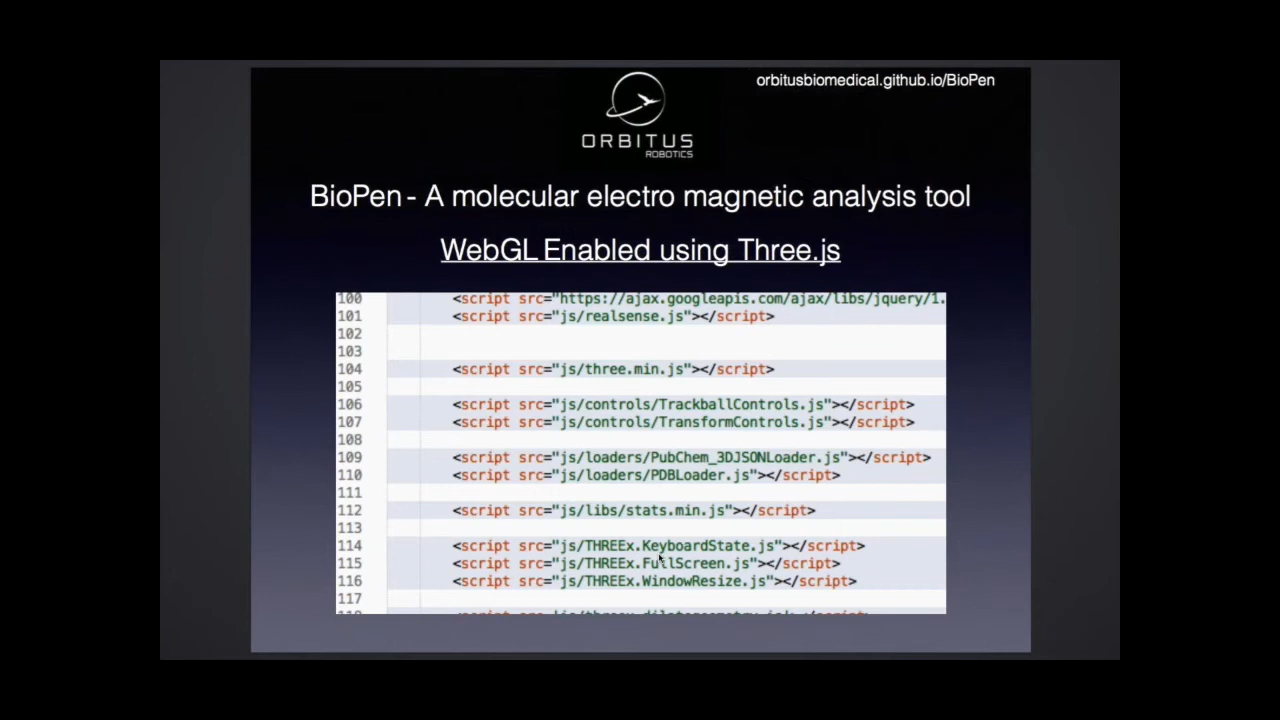 orbitusbiomedical.github.io/BioPen
ORBITUS
ROBOTICS
BioPen - A molecular electro magnetic analysis tool
WebGL Enabled using Three.js
100 <script src="https://ajax.googleapis.com/ajax/libs/jquery/1.
101 <script src="js/realsense.js"></script>
102
103
104 <script src="js/three.min.js"></script>
105
106 <script src="js/controls/TrackballControls.js"></script>
107 <script src="js/controls/TransformControls.js"></script>
108
109 <script src="js/loaders/PubChem_3DJSONLoader.js"></script>
110 <script src="js/loaders/PDBLoader.js"></script>
111
112 <script src="js/libs/stats.min.js"></script>
113
114 <script src="js/THREEx.KeyboardState.js"></script>
115 <script src="js/THREEx.FullScreen.js"></script>
116 <script src="js/THREEx.WindowResize.js"></script>
117